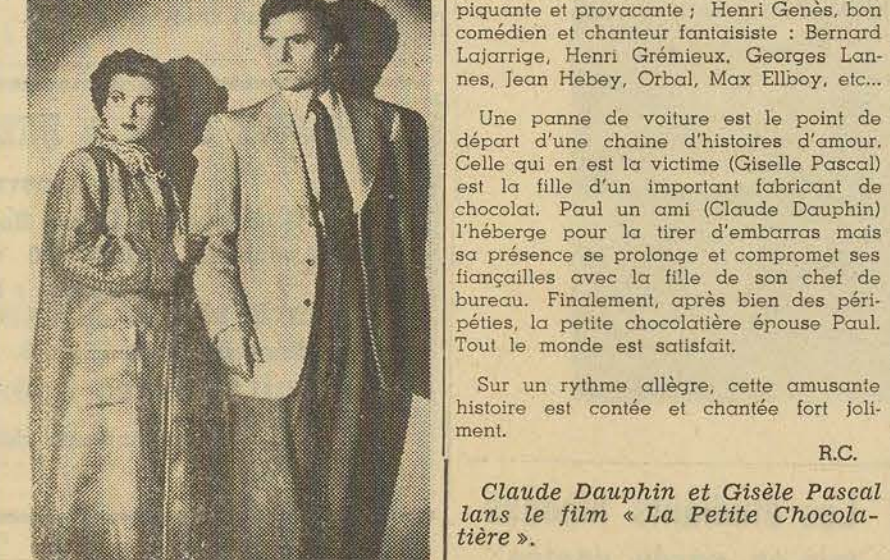 piquante et provacante ; Henri Genès, bon
comédien et chanteur fantaisiste : Bernard
Lajarrige, Henri Grémieux, Georges Lan-
nes, Jean Hebey, Orbal, Max Ellboy, etc...
Une panne de voiture est le point de
départ d'une chaine d'histoires d'amour.
Celle qui en est la victime (Giselle Pascal)
est la fille d'un important fabricant de
chocolat. Paul un ami (Claude Dauphin)
l'héberge pour la tirer d'embarras mais
sa présence se prolonge et compromet ses
fiançailles avec la fille de son chef de
bureau. Finalement, après bien des péri-
péties, la petite chocolatière épouse Paul.
Tout le monde est satisfait.
Sur un rythme allègre, cette amusante
histoire est contée et chantée fort joli-
ment.
R.C.
Claude Dauphin et Gisèle Pascal
lans le film « La Petite Chocola-
tière ».